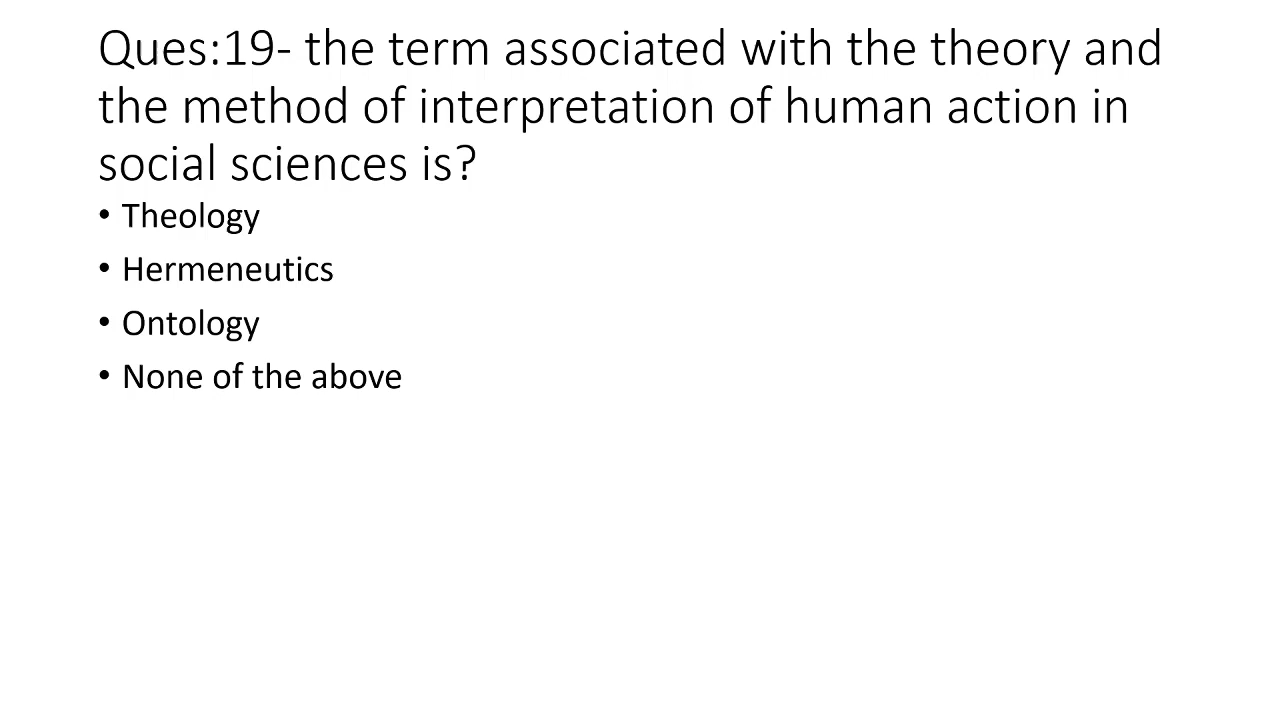 Ques:19- the term associated with the theory and
the method of interpretation of human action in
social sciences is?
• Theology
• Hermeneutics
• Ontology
• None of the above